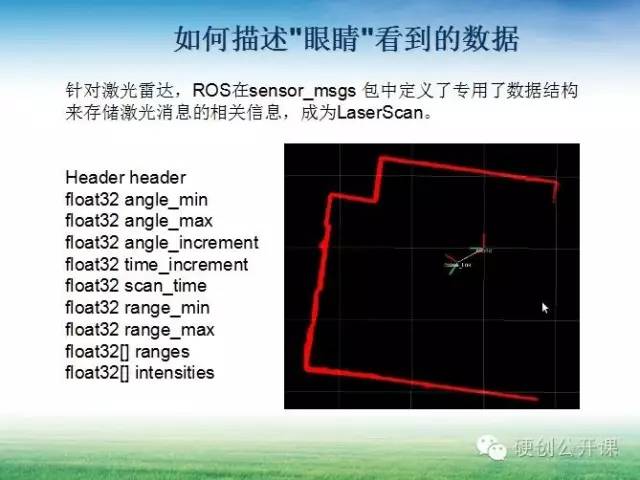 如何描述"眼睛"看到的数据
针对激光雷达，ROS在sensor_msgs 包中定义了专用了数据结构
来存储激光消息的相关信息，成为LaserScan。
Header header
float32 angle_min
float32 angle_max
float32 angle_increment
float32 time_increment
float32 scan_time
float32 range_min
float32 range_max
float32[] ranges
float32[] intensities
硬创公开课